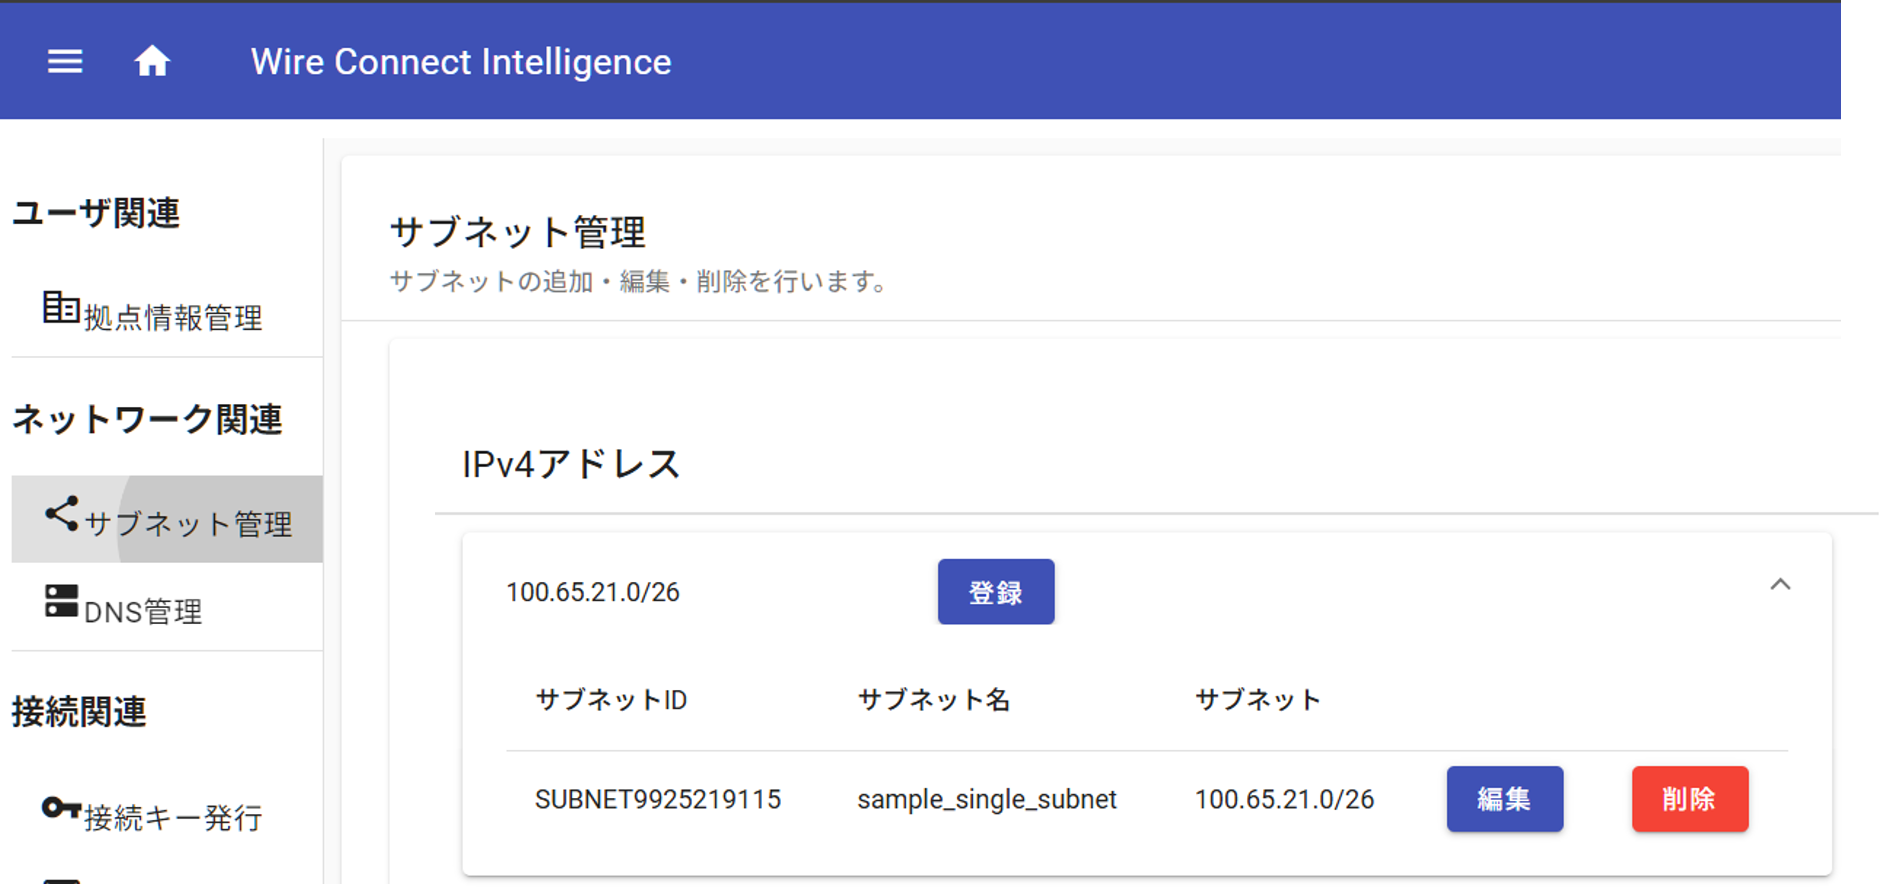 Wire Connect Intelligence
ユーザ関連
拠点情報管理
ネットワーク関連
サブネット管理
DNS管理
接続関連
接続キー発行
サブネット管理
サブネットの追加・編集・削除を行います。
IPv4アドレス
100.65.21.0/26
登録
サブネットID サブネット名 サブネット
SUBNET9925219115 sample_single_subnet 100.65.21.0/26 編集 削除